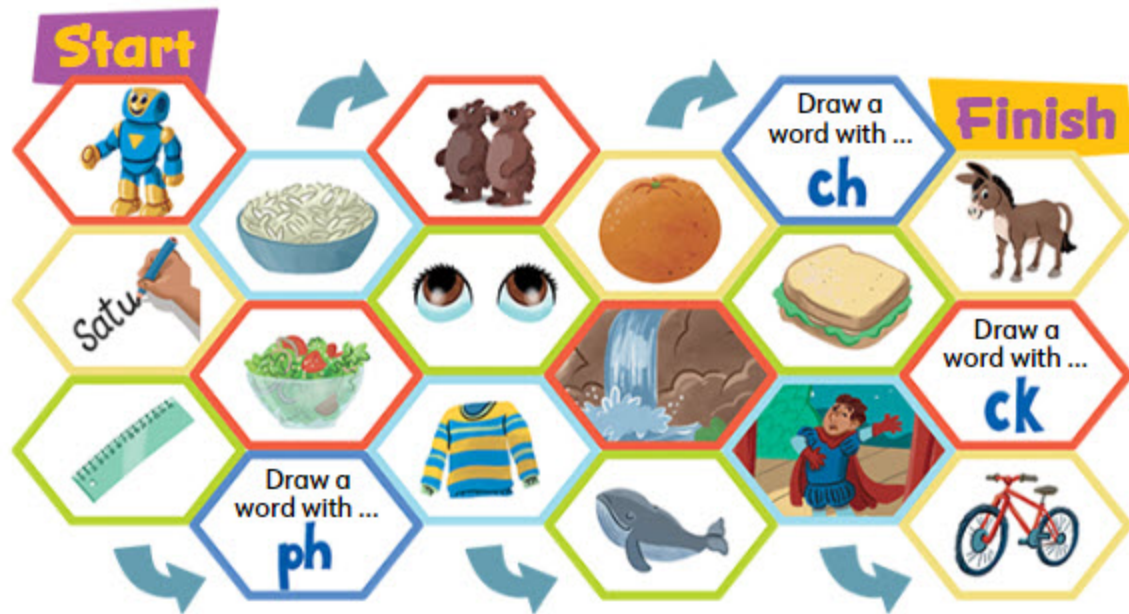 Start
Draw a
word with ...
ch
Finish
Satu
Draw a
word with ...
ck
Draw a
word with ...
ph